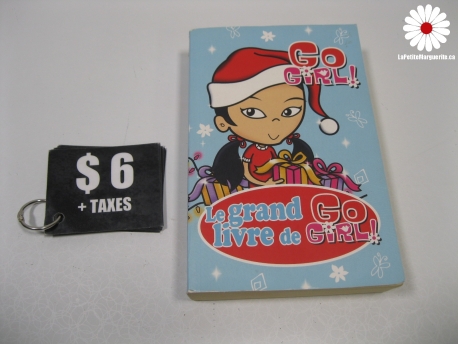 LaPetiteMarguerite.ca
GO
GIRL!
$ 6
+ TAXES
Le grand
livre de
GO
GIRL!